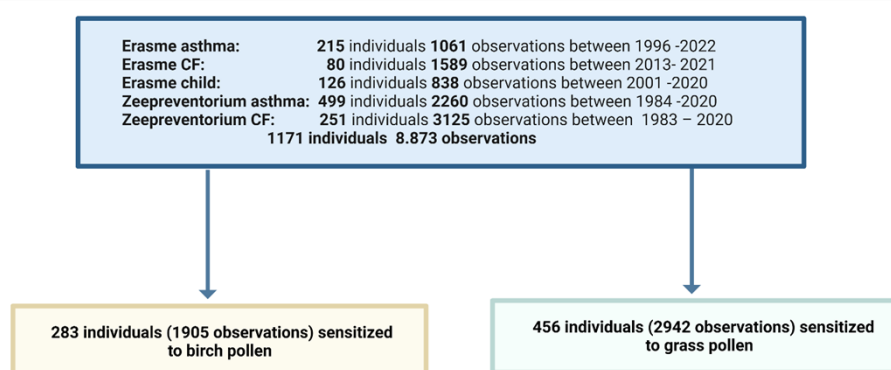 Erasme asthma: 215 individuals 1061 observations between 1996 -2022
Erasme CF: 80 individuals 1589 observations between 2013- 2021
Erasme child: 126 individuals 838 observations between 2001 -2020
Zeepreventorium asthma: 499 individuals 2260 observations between 1984 -2020
Zeepreventorium CF: 251 individuals 3125 observations between 1983 – 2020
1171 individuals 8.873 observations
283 individuals (1905 observations) sensitized
to birch pollen
456 individuals (2942 observations) sensitized
to grass pollen